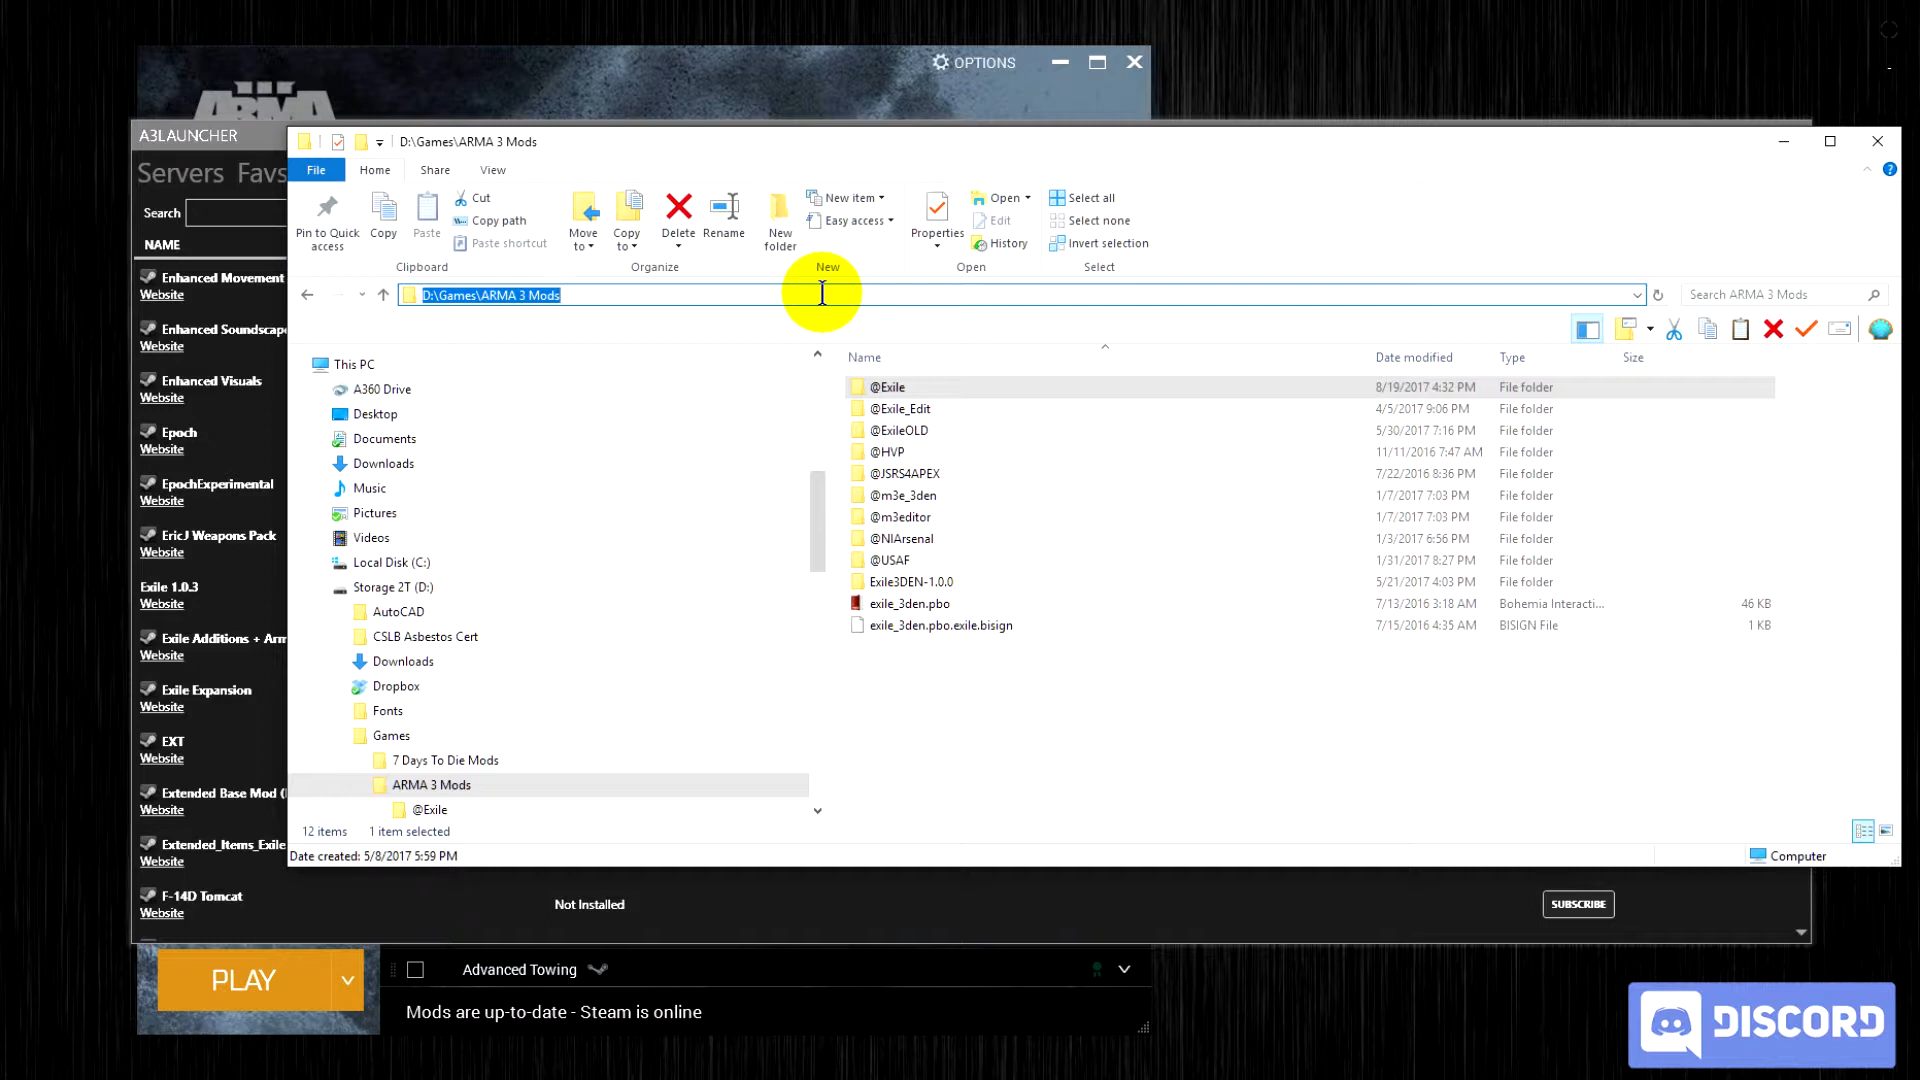 OPTIONS
ARMA III
A3LAUNCHER
D:\Games\ARMA 3 Mods
Servers Favs
File Home Share View
Search
NAME
Pin to Quick access
Copy
Paste
Cut
Copy path
Paste shortcut
Clipboard
Move to
Copy to
Delete
Rename
Organize
New folder
New item
Easy access
New
Properties
Open
Edit
History
Open
Select all
Select none
Invert selection
Select
D:\Games\ARMA 3 Mods
Search ARMA 3 Mods
Enhanced Movement
Website
Enhanced Soundscape
Website
Enhanced Visuals
Website
Epoch
Website
EpochExperimental
Website
EricJ Weapons Pack
Website
Exile 1.0.3
Website
Exile Additions + Arm
Website
Exile Expansion
Website
EXT
Website
Extended Base Mod (
Website
Extended_Items_Exile
Website
F-14D Tomcat
Website
This PC
A360 Drive
Desktop
Documents
Downloads
Music
Pictures
Videos
Local Disk (C:)
Storage 2T (D:)
AutoCAD
CSLB Asbestos Cert
Downloads
Dropbox
Fonts
Games
7 Days To Die Mods
ARMA 3 Mods
@Exile
Name Date modified Type Size
@Exile 8/19/2017 4:32 PM File folder
@Exile_Edit 4/5/2017 9:06 PM File folder
@ExileOLD 5/30/2017 7:16 PM File folder
@HVP 11/11/2016 7:47 AM File folder
@JSRS4APEX 7/22/2016 8:36 PM File folder
@m3e_3den 1/7/2017 7:03 PM File folder
@m3editor 1/7/2017 7:03 PM File folder
@NIArsenal 1/3/2017 6:56 PM File folder
@USAF 1/31/2017 8:27 PM File folder
Exile3DEN-1.0.0 5/21/2017 4:03 PM File folder
exile_3den.pbo 7/13/2016 3:18 AM Bohemia Interacti... 46 KB
exile_3den.pbo.exile.bisign 7/15/2016 4:35 AM BISIGN File 1 KB
12 items 1 item selected
Date created: 5/8/2017 5:59 PM
Computer
Not Installed
SUBSCRIBE
PLAY
Advanced Towing
Mods are up-to-date - Steam is online
DISCORD